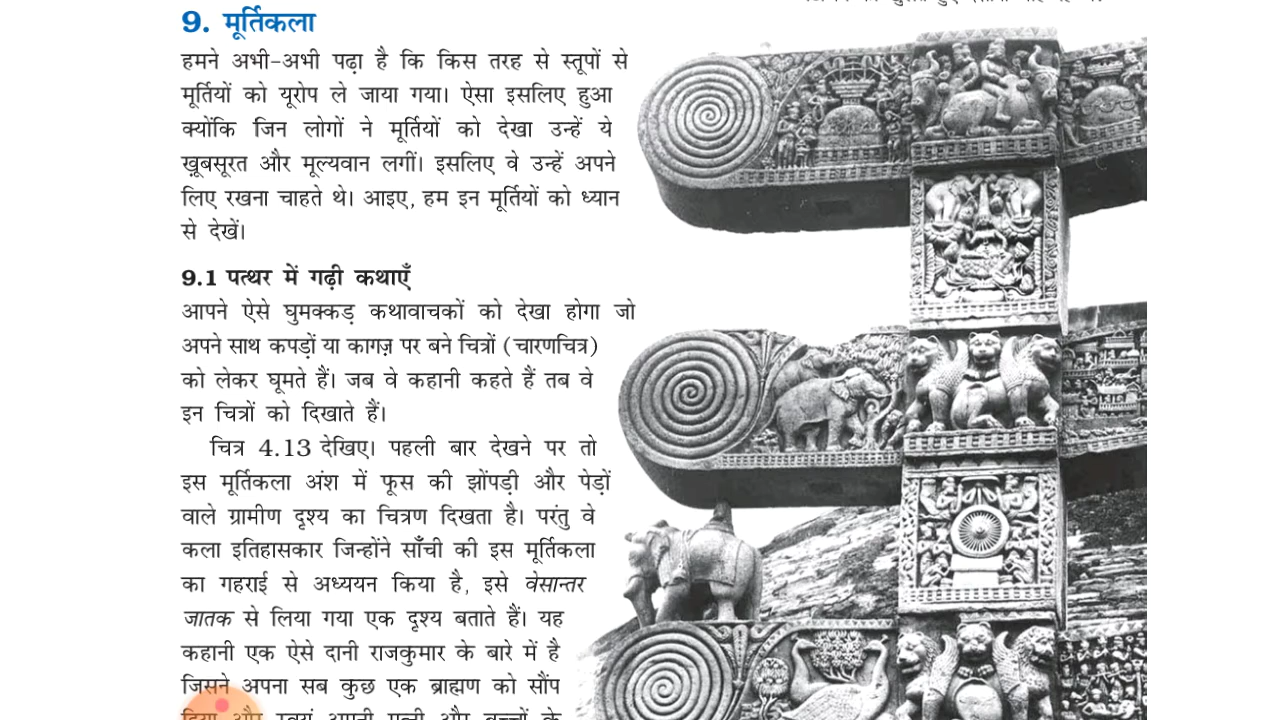 9. मूर्तिकला
हमने अभी-अभी पढ़ा है कि किस तरह से स्तूपों से
मूर्तियों को यूरोप ले जाया गया। ऐसा इसलिए हुआ
क्योंकि जिन लोगों ने मूर्तियों को देखा उन्हें ये
खूबसूरत और मूल्यवान लगीं। इसलिए वे उन्हें अपने
लिए रखना चाहते थे। आइए, हम इन मूर्तियों को ध्यान
से देखें।
9.1 पत्थर में गढ़ी कथाएँ
आपने ऐसे घुमक्कड़ कथावाचकों को देखा होगा जो
अपने साथ कपड़ों या कागज़ पर बने चित्रों (चारणचित्र)
को लेकर घूमते हैं। जब वे कहानी कहते हैं तब वे
इन चित्रों को दिखाते हैं।
चित्र 4.13 देखिए। पहली बार देखने पर तो
इस मूर्तिकला अंश में फूस की झोंपड़ी और पेड़ों
वाले ग्रामीण दृश्य का चित्रण दिखता है। परंतु वे
कला इतिहासकार जिन्होंने साँची की इस मूर्तिकला
का गहराई से अध्ययन किया है, इसे वेसान्तर
जातक से लिया गया एक दृश्य बताते हैं। यह
कहानी एक ऐसे दानी राजकुमार के बारे में है
जिसने अपना सब कुछ एक ब्राह्मण को सौंप